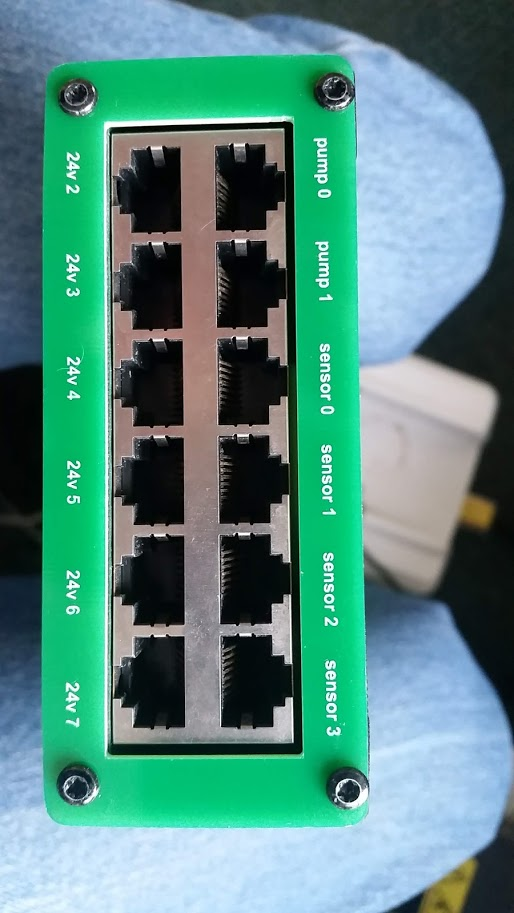 pump 0
pump 1
sensor 0
sensor 1
sensor 2
sensor 3
24v 2
24v 3
24v 4
24v 5
24v 6
24v 7